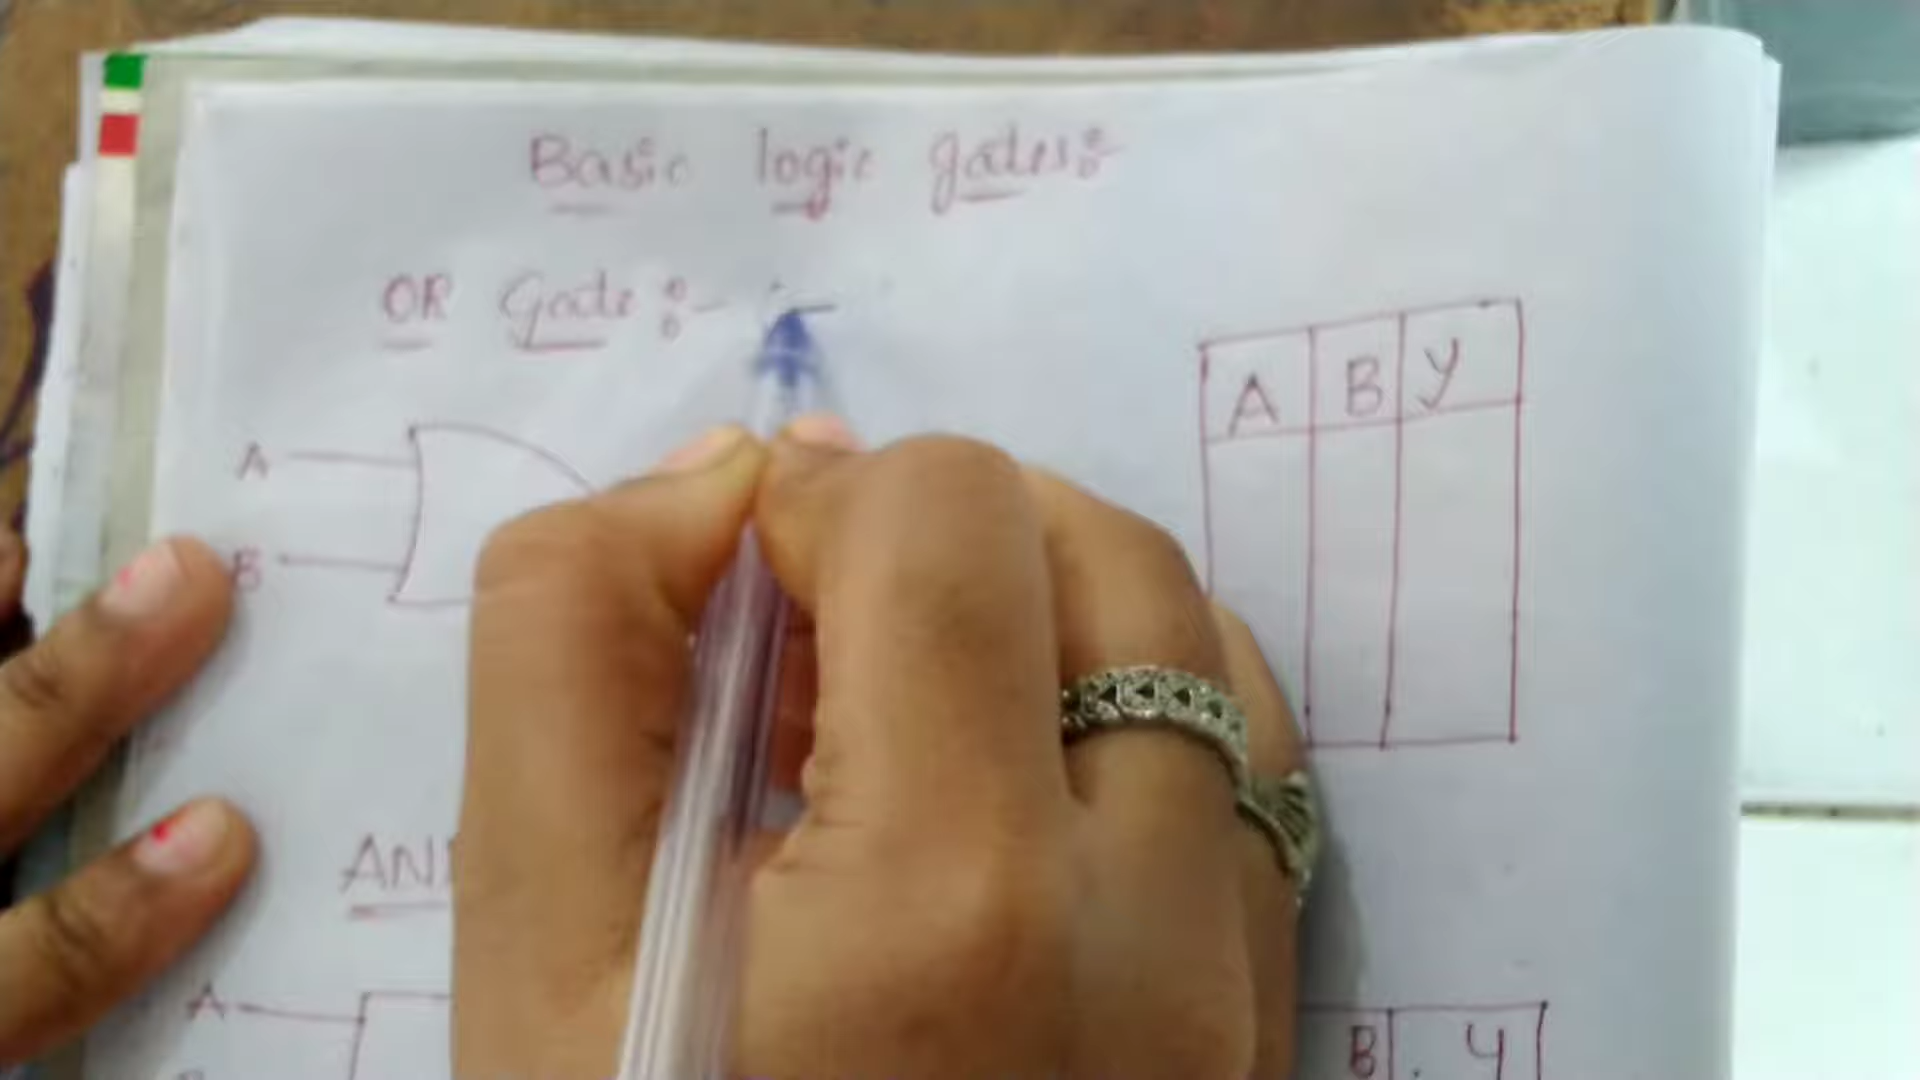 Basic logic gates:-
OR Gate:-
A B Y
A
B
AN
A
B Y